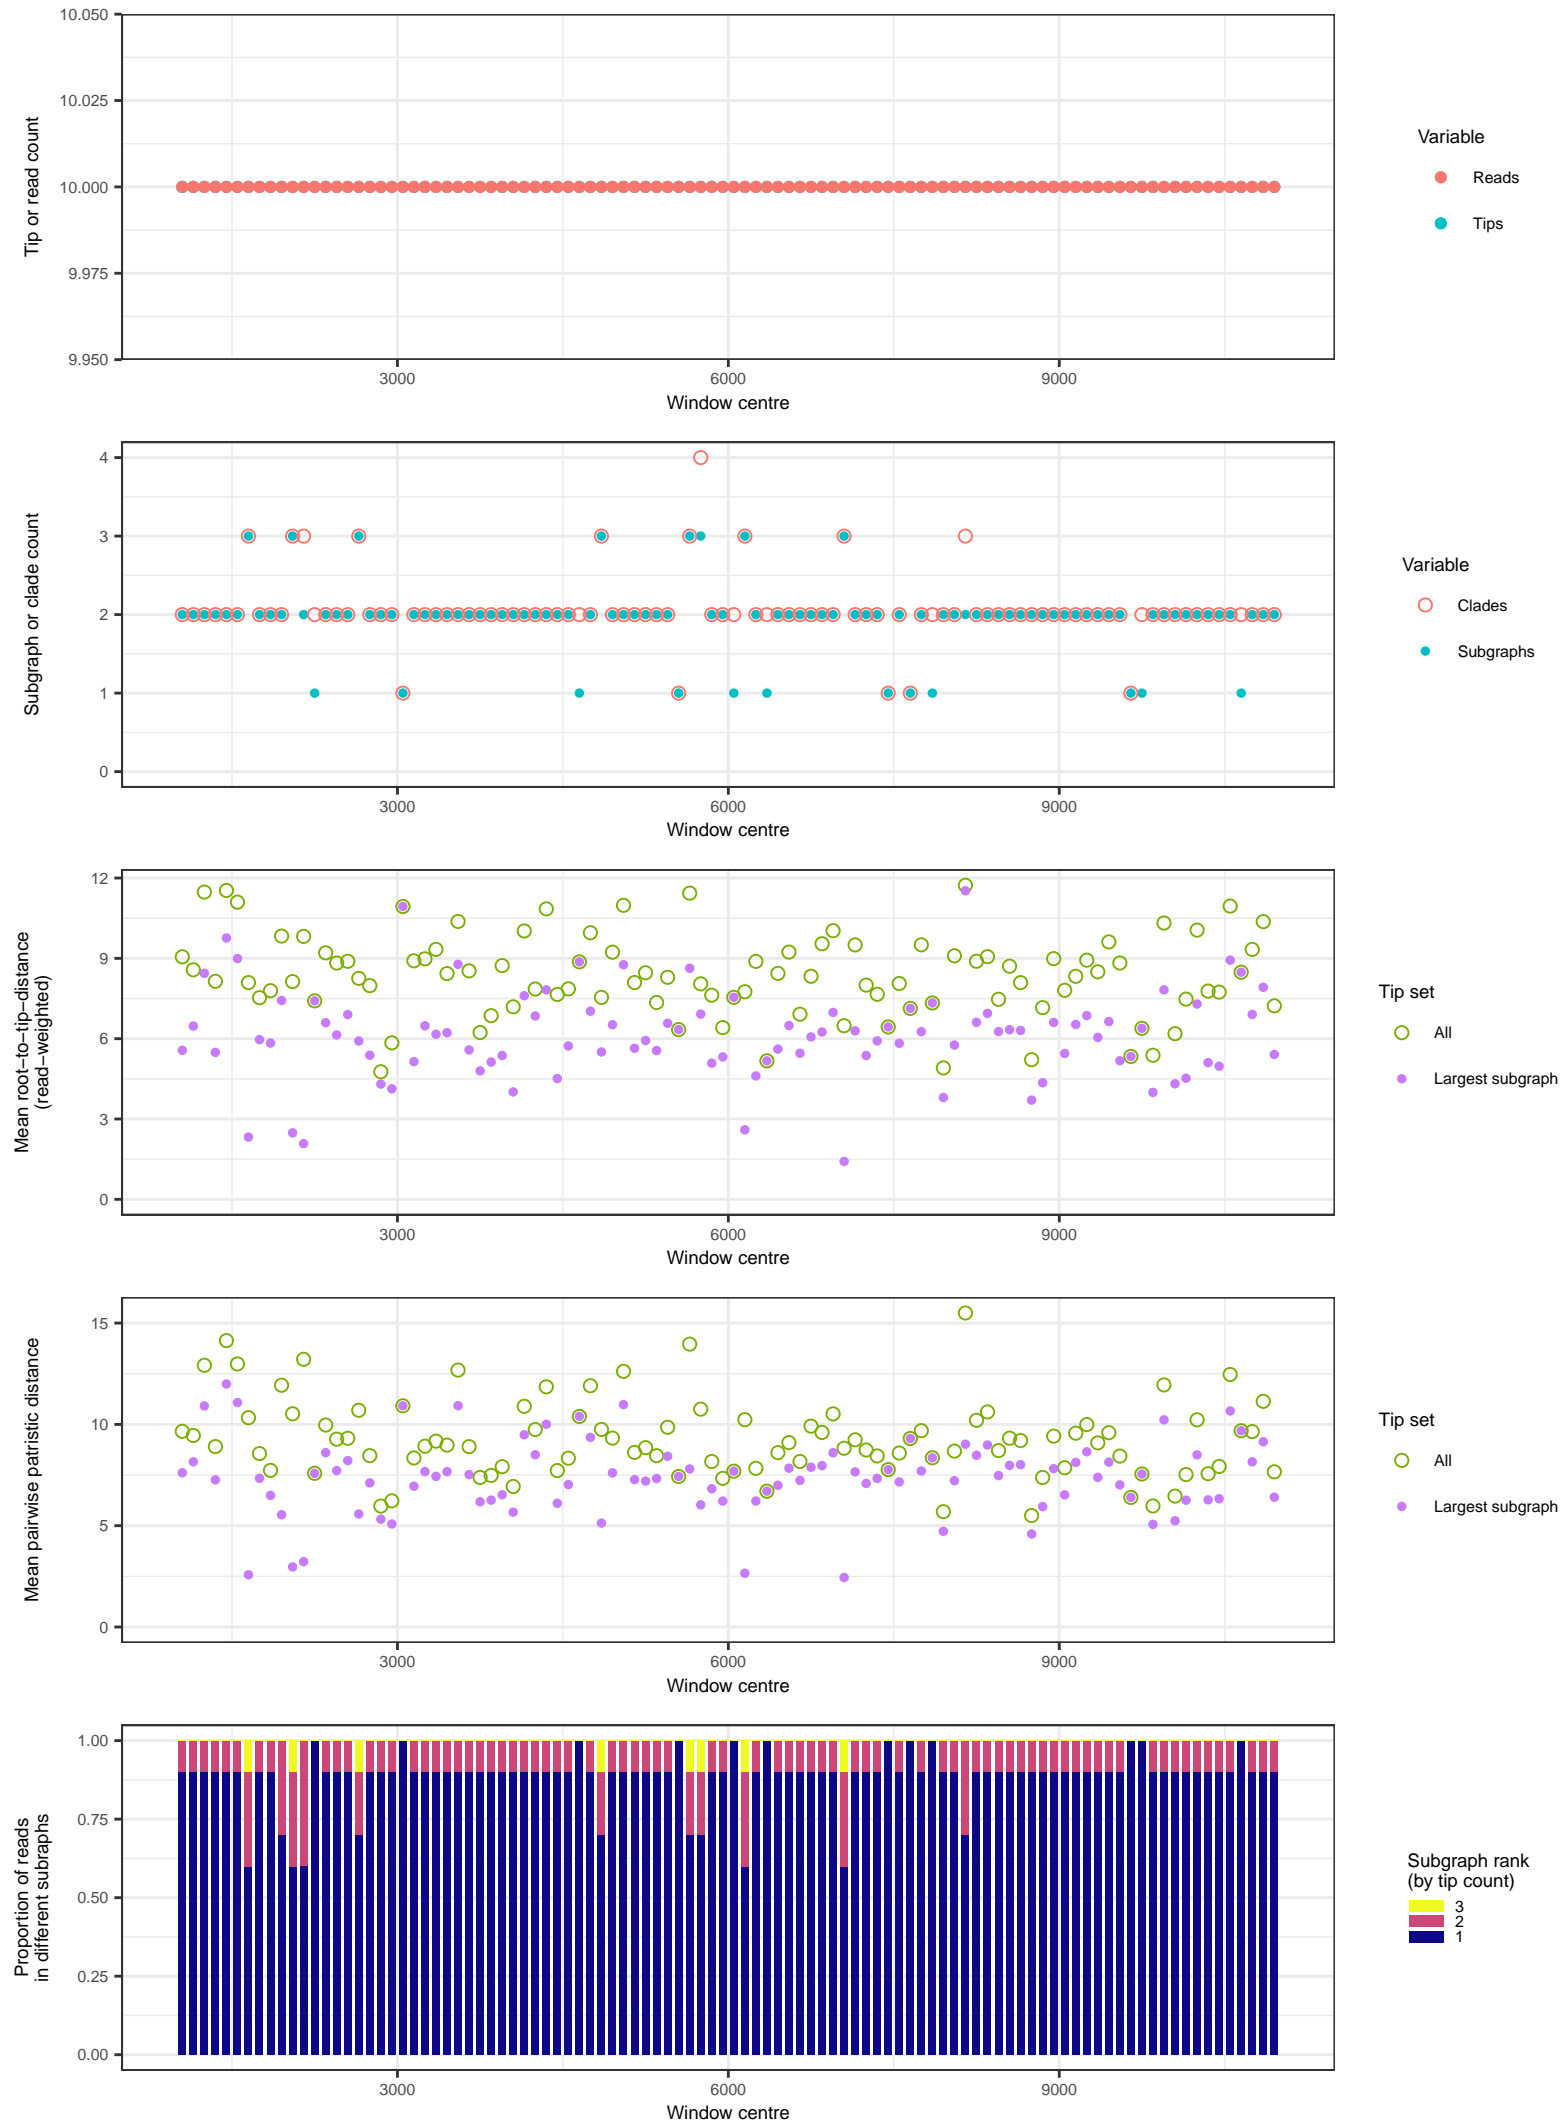 10.050
10.025
10.000
9.975
9.950
Tip or read count
3000 6000 9000
Window centre
Variable
Reads
Tips
4
3
2
1
0
Subgraph or clade count
3000 6000 9000
Window centre
Variable
Clades
Subgraphs
12
9
6
3
0
Mean root−to−tip−distance
(read−weighted)
3000 6000 9000
Window centre
Tip set
All
Largest subgraph
15
10
5
0
Mean pairwise patristic distance
3000 6000 9000
Window centre
Tip set
All
Largest subgraph
1.00
0.75
0.50
0.25
0.00
Proportion of reads
in different subraphs
3000 6000 9000
Window centre
Subgraph rank
(by tip count)
3
2
1